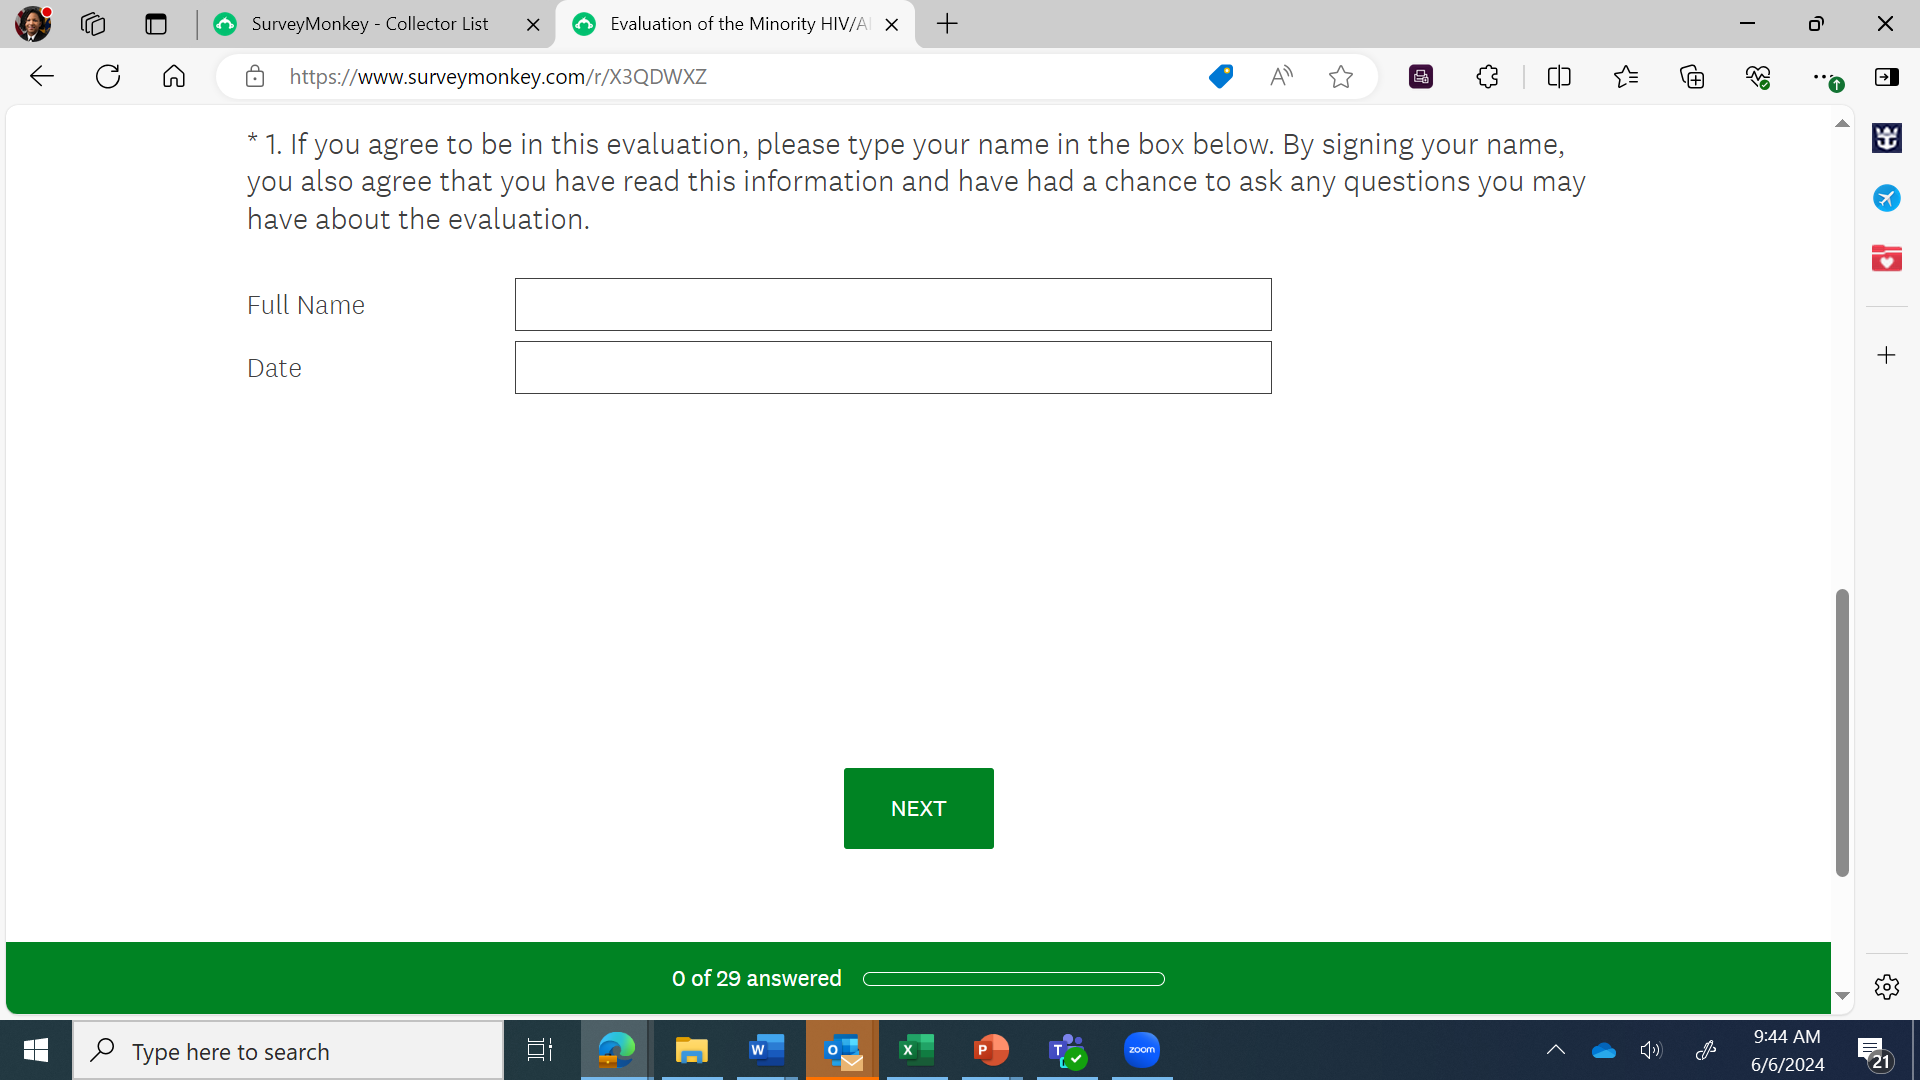 SurveyMonkey - Collector List
Evaluation of the Minority HIV/AI
https://www.surveymonkey.com/r/X3QDWXZ
* 1. If you agree to be in this evaluation, please type your name in the box below. By signing your name,
you also agree that you have read this information and have had a chance to ask any questions you may
have about the evaluation.
Full Name
Date
NEXT
0 of 29 answered
Type here to search
zoom
9:44 AM
6/6/2024
21